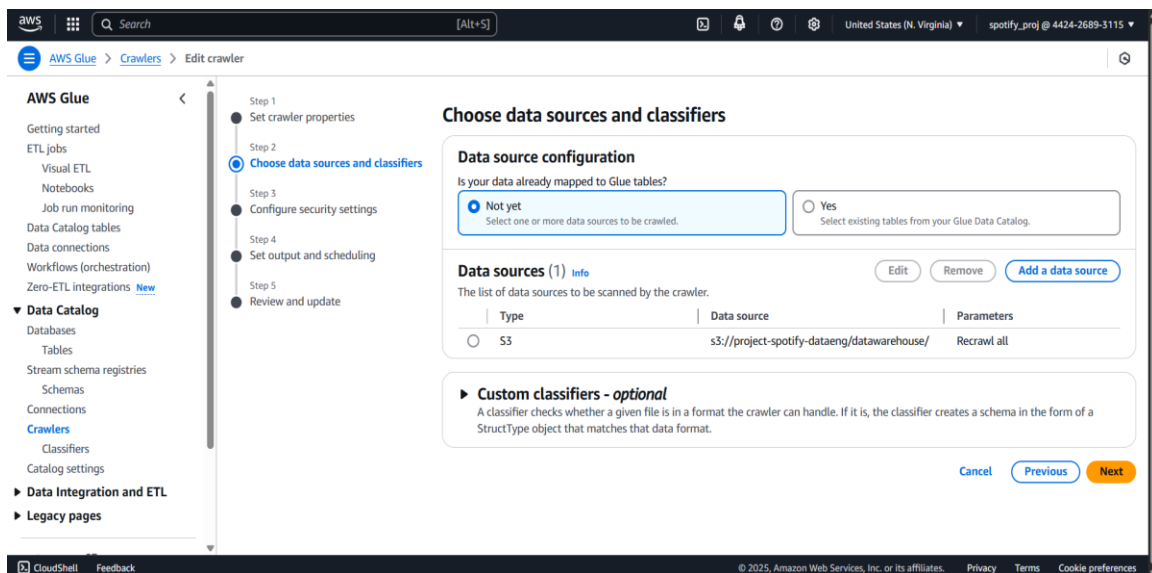 aws
Search
[Alt+S]
United States (N. Virginia) ▼
spotify_proj @ 4424-2689-3115 ▼
AWS Glue > Crawlers > Edit crawler
AWS Glue
Getting started
ETL jobs
Visual ETL
Notebooks
Job run monitoring
Data Catalog tables
Data connections
Workflows (orchestration)
Zero-ETL integrations New
▼ Data Catalog
Databases
Tables
Stream schema registries
Schemas
Connections
Crawlers
Classifiers
Catalog settings
▶ Data Integration and ETL
▶ Legacy pages
Step 1
Set crawler properties
Step 2
Choose data sources and classifiers
Step 3
Configure security settings
Step 4
Set output and scheduling
Step 5
Review and update
Choose data sources and classifiers
Data source configuration
Is your data already mapped to Glue tables?
Not yet
Select one or more data sources to be crawled.
Yes
Select existing tables from your Glue Data Catalog.
Data sources (1) Info
Edit
Remove
Add a data source
The list of data sources to be scanned by the crawler.
Type
Data source
Parameters
S3
s3://project-spotify-dataeng/datawarehouse/
Recrawl all
▶ Custom classifiers - optional
A classifier checks whether a given file is in a format the crawler can handle. If it is, the classifier creates a schema in the form of a
StructType object that matches that data format.
Cancel
Previous
Next
CloudShell
Feedback
© 2025, Amazon Web Services, Inc. or its affiliates.
Privacy
Terms
Cookie preferences